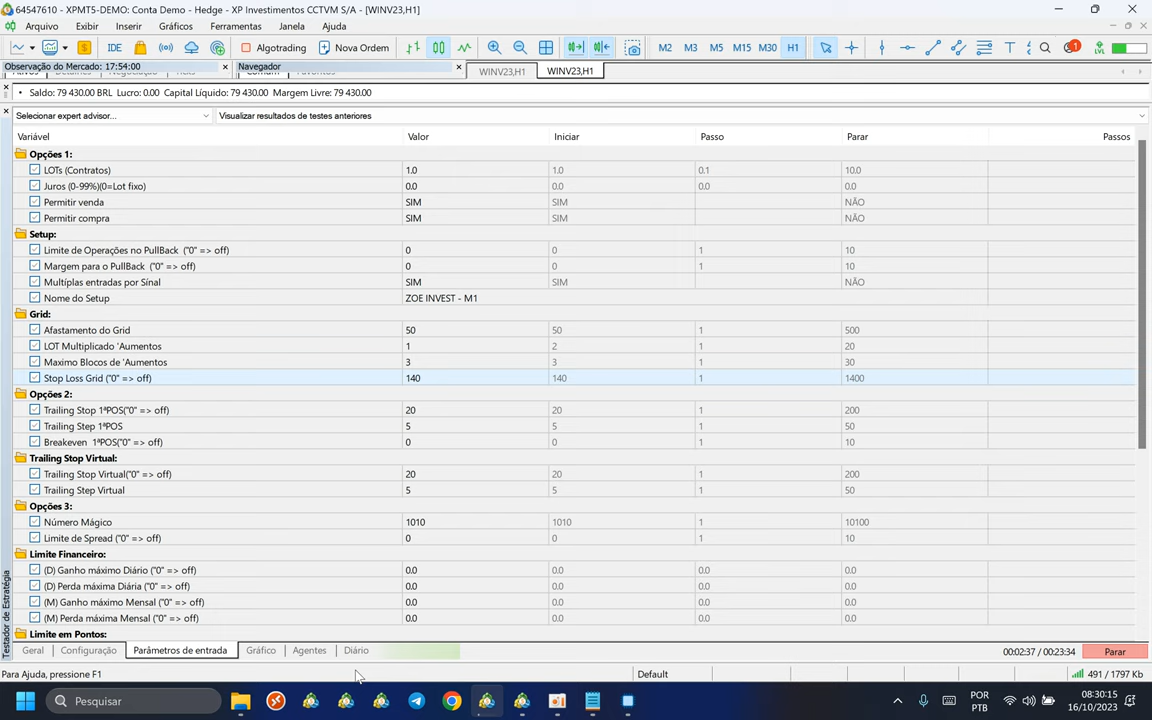 64547610 - XPMT5-DEMO: Conta Demo - Hedge - XP Investimentos CCTVM S/A - [WINV23,H1]
Arquivo Exibir Inserir Gráficos Ferramentas Janela Ajuda
IDE Algotrading Nova Ordem M2 M3 M5 M15 M30 H1 T 1 LVL
Observação do Mercado: 17:54:00 Navegador WINV23,H1 WINV23,H1
Saldo: 79 430.00 BRL Lucro: 0.00 Capital Líquido: 79 430.00 Margem Livre: 79 430.00
Selecionar expert advisor... Visualizar resultados de testes anteriores
Variável Valor Iniciar Passo Parar Passos
Opções 1:
LOTs (Contratos) 1.0 1.0 0.1 10.0
Juros (0-99%)(0=Lot fixo) 0.0 0.0 0.0 0.0
Permitir venda SIM SIM NÃO
Permitir compra SIM SIM NÃO
Setup:
Limite de Operações no PullBack ("0" => off) 0 0 1 10
Margem para o PullBack ("0" => off) 0 0 1 10
Multíplas entradas por Sínal SIM SIM NÃO
Nome do Setup ZOE INVEST - M1
Grid:
Afastamento do Grid 50 50 1 500
LOT Multiplicado 'Aumentos 1 2 1 20
Maximo Blocos de 'Aumentos 3 3 1 30
Stop Loss Grid ("0" => off) 140 140 1 1400
Opções 2:
Trailing Stop 1ªPOS("0" => off) 20 20 1 200
Trailing Step 1ªPOS 5 5 1 50
Breakeven 1ªPOS("0" => off) 0 0 1 10
Trailing Stop Virtual:
Trailing Stop Virtual("0" => off) 20 20 1 200
Trailing Step Virtual 5 5 1 50
Opções 3:
Número Mágico 1010 1010 1 10100
Limite de Spread ("0" => off) 0 0 1 10
Limite Financeiro:
(D) Ganho máximo Diário ("0" => off) 0.0 0.0 0.0 0.0
(D) Perda máxima Diária ("0" => off) 0.0 0.0 0.0 0.0
(M) Ganho máximo Mensal ("0" => off) 0.0 0.0 0.0 0.0
(M) Perda máxima Mensal ("0" => off) 0.0 0.0 0.0 0.0
Limite em Pontos:
Testador de Estratégia
Geral Configuração Parâmetros de entrada Gráfico Agentes Diário 00:02:37 / 00:23:34 Parar
Para Ajuda, pressione F1 Default 491 / 1797 Kb
Pesquisar POR PTB 08:30:15 16/10/2023